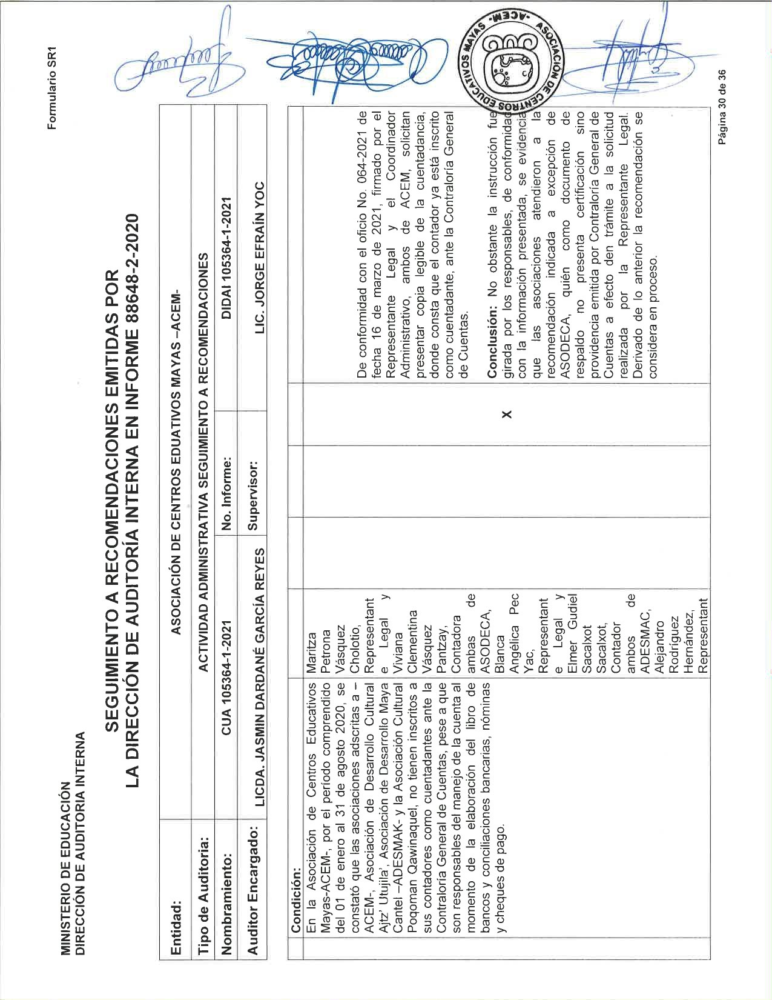 MINISTERIO DE EDUCACIÓN
DIRECCIÓN DE AUDITORIA INTERNA
Formulario SR1
SEGUIMIENTO A RECOMENDACIONES EMITIDAS POR
LA DIRECCIÓN DE AUDITORÍA INTERNA EN INFORME 88648-2-2020
Entidad: ASOCIACIÓN DE CENTROS EDUATIVOS MAYAS –ACEM-
Tipo de Auditoria: ACTIVIDAD ADMINISTRATIVA SEGUIMIENTO A RECOMENDACIONES
Nombramiento: CUA 105364-1-2021 No. Informe: DIDAI 105364-1-2021
Auditor Encargado: LICDA. JASMIN DARDANÉ GARCÍA REYES Supervisor: LIC. JORGE EFRAÍN YOC
Condición:
En la Asociación de Centros Educativos
Mayas-ACEM-, por el período comprendido
del 01 de enero al 31 de agosto 2020, se
constató que las asociaciones adscritas a –
ACEM-, Asociación de Desarrollo Cultural
Ajtz' Utujila', Asociación de Desarrollo Maya
Cantel –ADESMAK- y la Asociación Cultural
Poqoman Qawinaquel, no tienen inscritos a
sus contadores como cuentadantes ante la
Contraloría General de Cuentas, pese a que
son responsables del manejo de la cuenta al
momento de la elaboración del libro de
bancos y conciliaciones bancarias, nóminas
y cheques de pago.
Maritza
Petrona
Vásquez
Cholotio,
Representant
e Legal y
Viviana
Clementina
Vásquez
Pantzay,
Contadora
ambas de
ASODECA,
Blanca
Angélica Pec
Yac,
Representant
e Legal y
Elmer Gudiel
Sacalxot
Sacalxot,
Contador
ambos de
ADESMAC,
Alejandro
Rodríguez
Hernández,
Representant
X
De conformidad con el oficio No. 064-2021 de
fecha 16 de marzo de 2021, firmado por el
Representante Legal y el Coordinador
Administrativo, ambos de ACEM, solicitan
presentar copia legible de la cuentadancia,
donde consta que el contador ya está inscrito
como cuentadante, ante la Contraloría General
de Cuentas.
Conclusión: No obstante la instrucción fue
girada por los responsables, de conformidad
con la información presentada, se evidencia
que las asociaciones atendieron a la
recomendación indicada a excepción de
ASODECA, quién como documento de
respaldo no presenta certificación sino
providencia emitida por Contraloría General de
Cuentas a efecto den trámite a la solicitud
realizada por la Representante Legal.
Derivado de lo anterior la recomendación se
considera en proceso.
ASOCIACIÓN DE CENTROS EDUCATIVOS MAYAS -ACEM-
Página 30 de 36